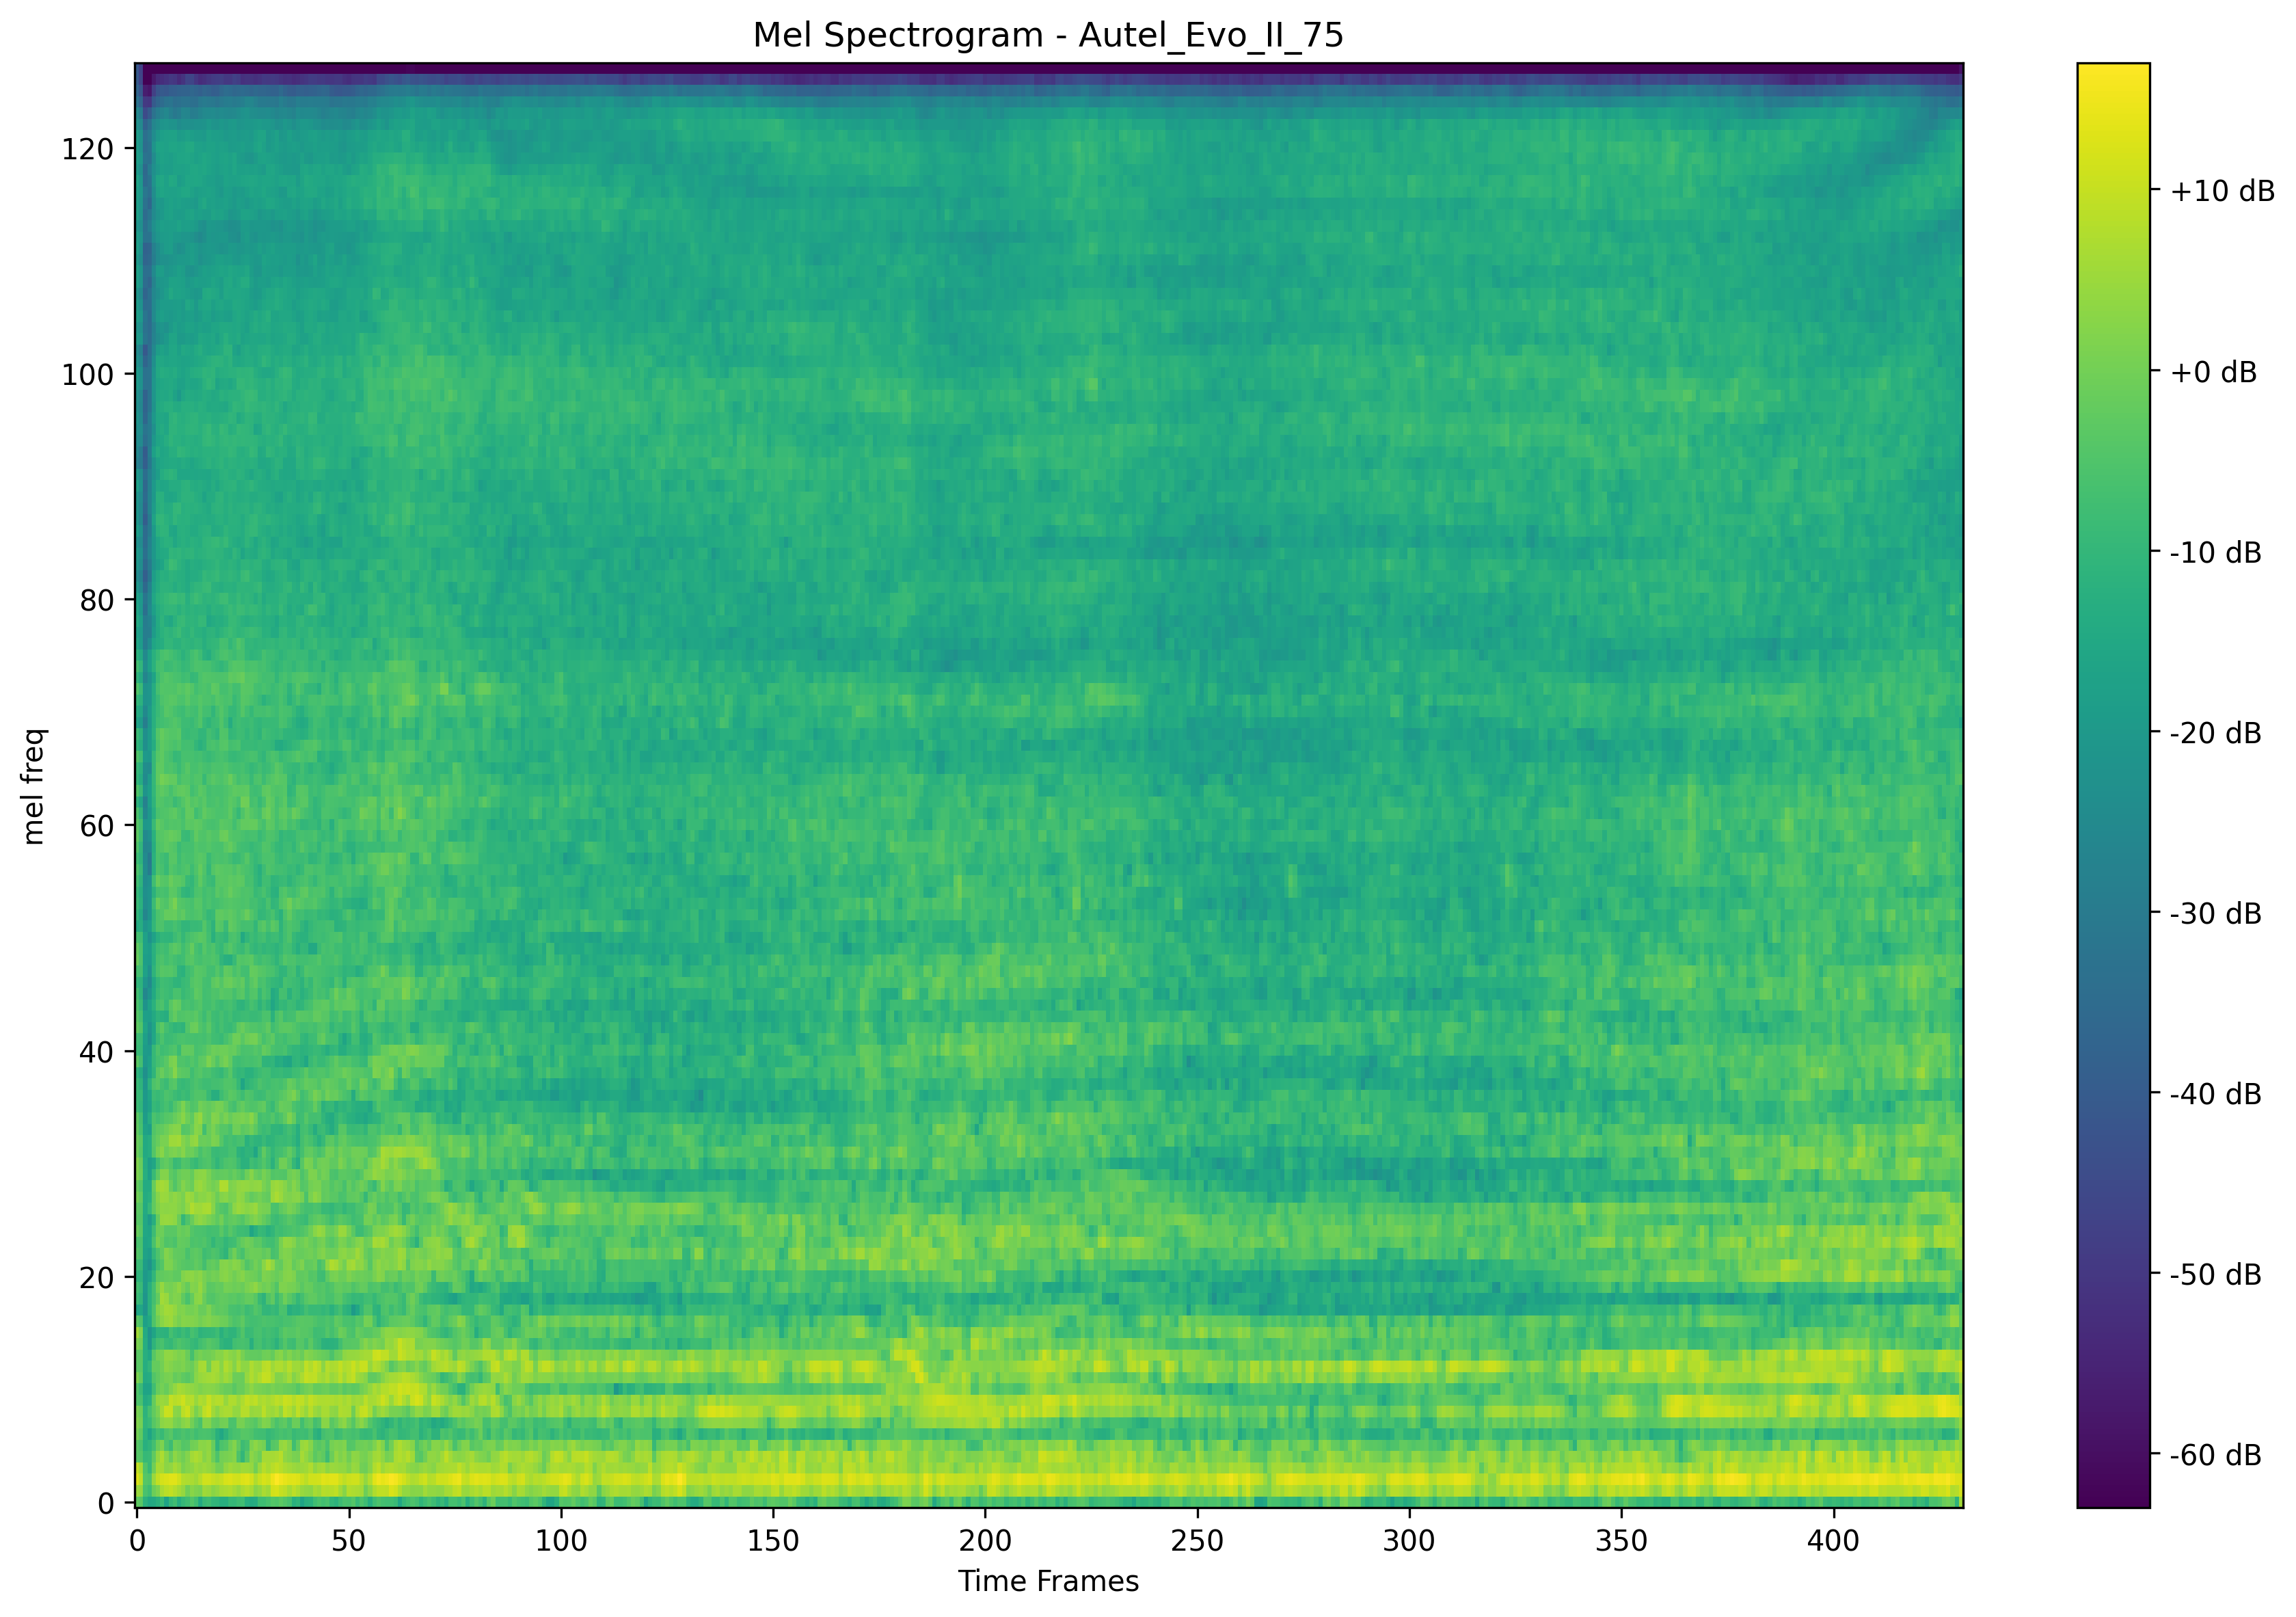 Mel Spectrogram - Autel_Evo_II_75
mel freq
120
100
80
60
40
20
0
0 50 100 150 200 250 300 350 400
Time Frames
+10 dB
+0 dB
-10 dB
-20 dB
-30 dB
-40 dB
-50 dB
-60 dB